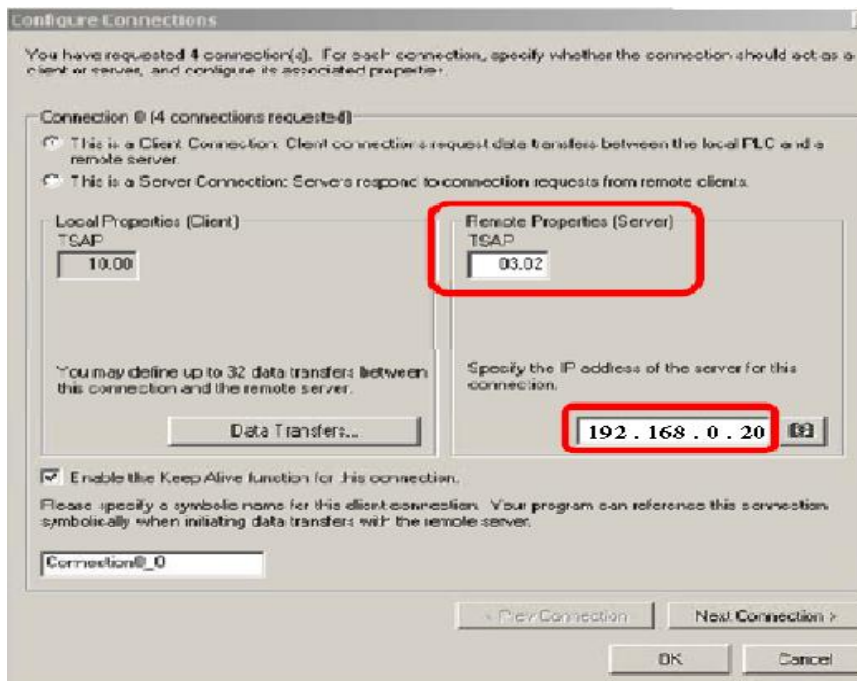 Configure Connections
You have requested 4 connection(s). For each connection, specify whether the connection should act as a
client or server, and configure its associated properties.
Connection 0 (4 connections requested)
This is a Client Connection: Client connections request data transfers between the local PLC and a
remote server.
This is a Server Connection: Servers respond to connection requests from remote clients.
Local Properties (Client)
TSAP
10.00
Remote Properties (Server)
TSAP
03.02
You may define up to 32 data transfers between
this connection and the remote server.
Data Transfers...
Specify the IP address of the server for this
connection.
192 . 168 . 0 . 20
Enable the Keep Alive function for this connection.
Please specify a symbolic name for this client connection. Your program can reference this connection
symbolically when initiating data transfers with the remote server.
Connection0_0
< Prev Connection
Next Connection >
OK
Cancel